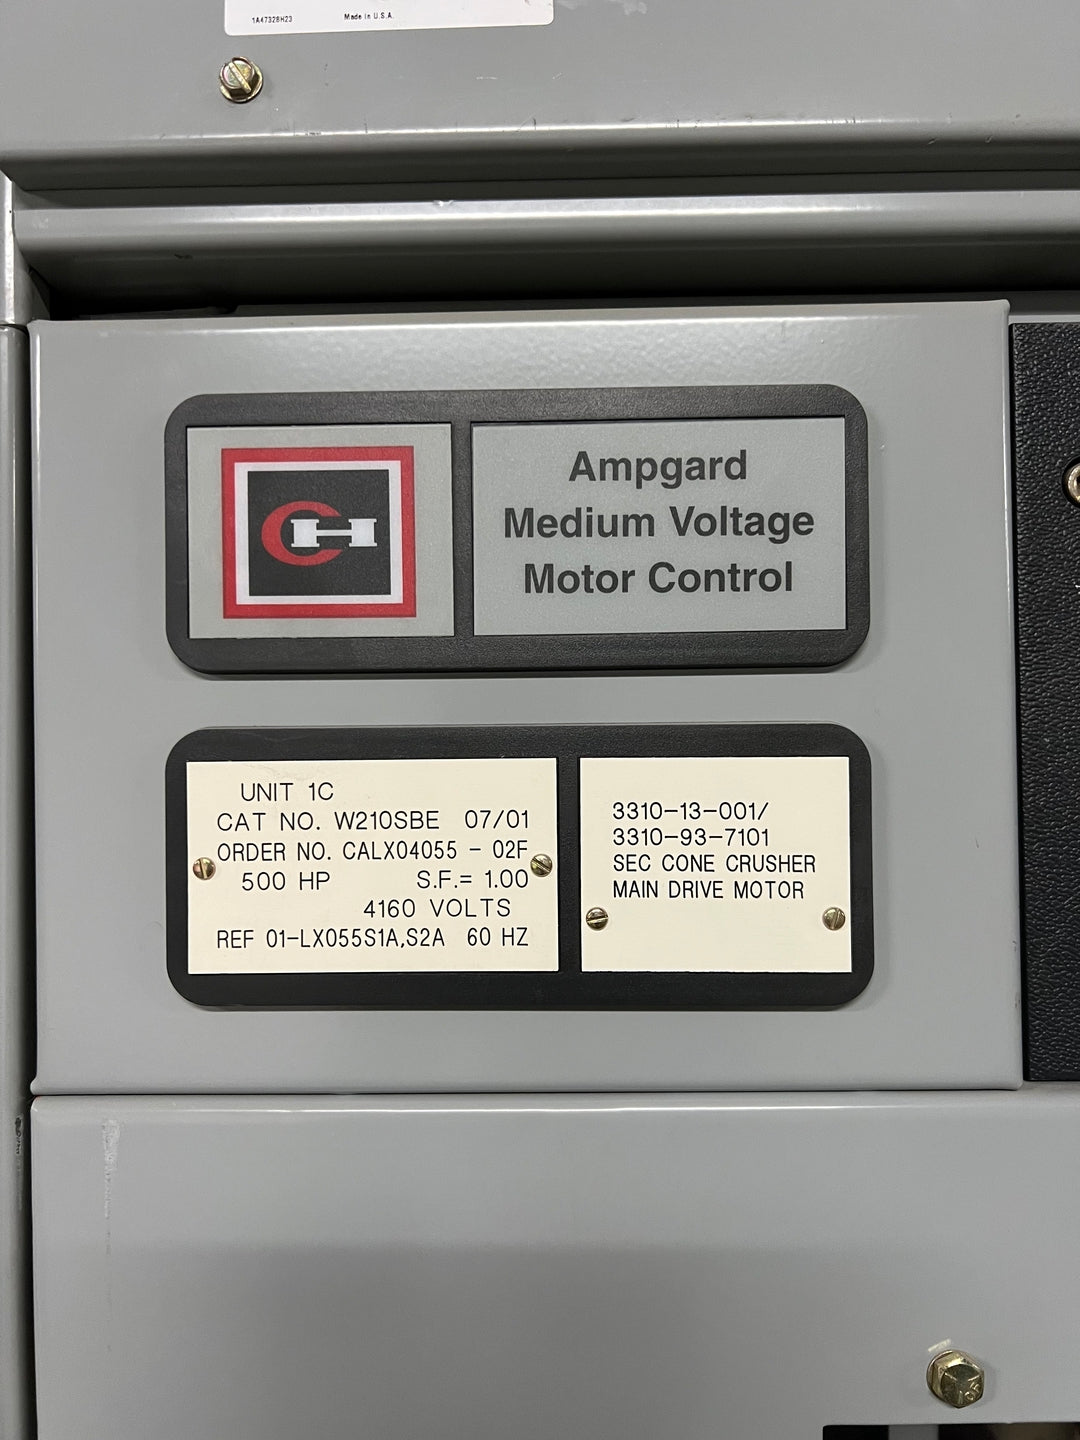 1A47328H23 Made in U.S.A.
CH
Ampgard
Medium Voltage
Motor Control
UNIT 1C
CAT NO. W210SBE 07/01
ORDER NO. CALX04055 - 02F
500 HP S.F.= 1.00
4160 VOLTS
REF 01-LX055S1A,S2A 60 HZ
3310-13-001/
3310-93-7101
SEC CONE CRUSHER
MAIN DRIVE MOTOR